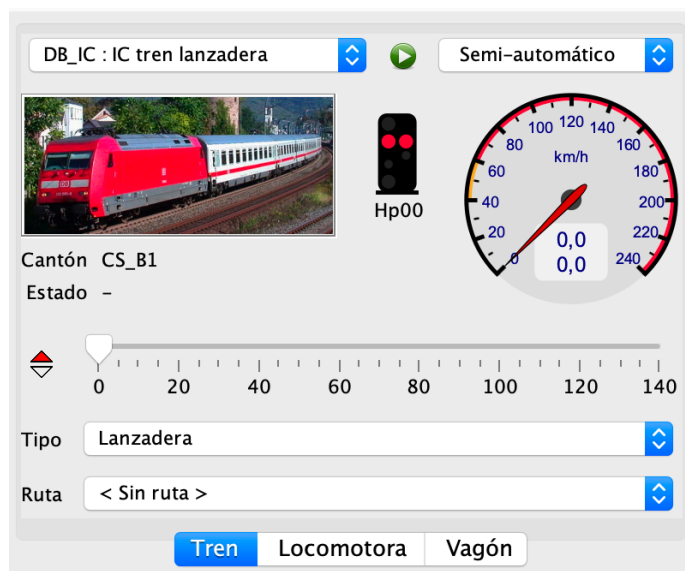 DB_IC : IC tren lanzadera
Semi-automático
Hp00
km/h
0
20
40
60
80
100
120
140
160
180
200
220
240
0,0
0,0
Cantón CS_B1
Estado -
0 20 40 60 80 100 120 140
Tipo Lanzadera
Ruta < Sin ruta >
Tren Locomotora Vagón